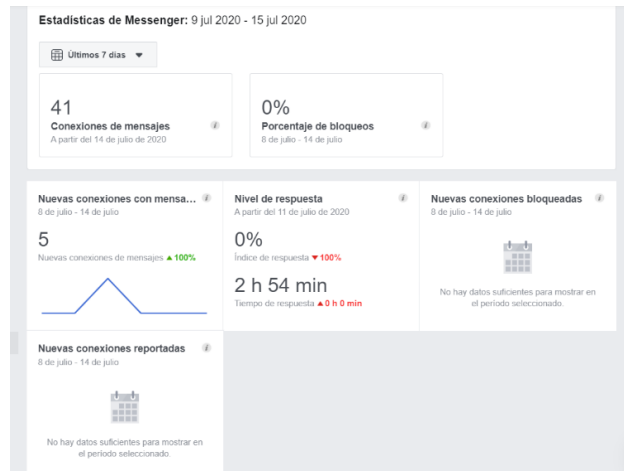 Estadísticas de Messenger: 9 jul 2020 - 15 jul 2020
Últimos 7 días
41
Conexiones de mensajes
A partir del 14 de julio de 2020
0%
Porcentaje de bloqueos
8 de julio - 14 de julio
Nuevas conexiones con mensa...
8 de julio - 14 de julio
5
Nuevas conexiones de mensajes ▲ 100%
Nivel de respuesta
A partir del 11 de julio de 2020
0%
Índice de respuesta ▼ 100%
2 h 54 min
Tiempo de respuesta ▲ 0 h 0 min
Nuevas conexiones bloqueadas
8 de julio - 14 de julio
No hay datos suficientes para mostrar en
el período seleccionado.
Nuevas conexiones reportadas
8 de julio - 14 de julio
No hay datos suficientes para mostrar en
el período seleccionado.